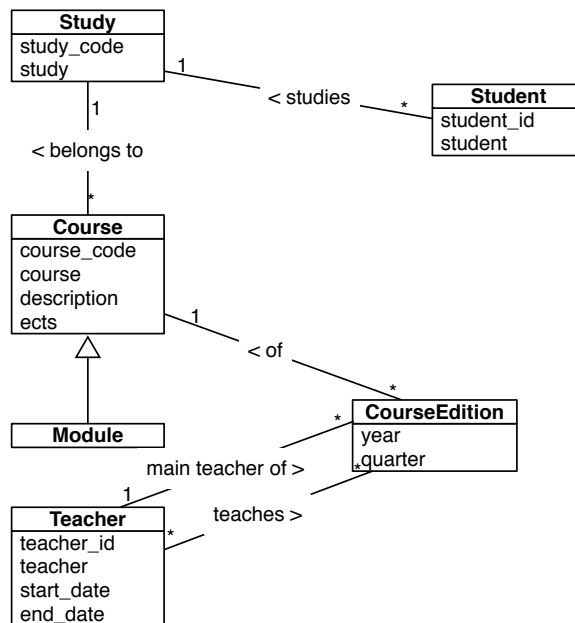 Study
study_code
study
1
1
< studies
*
Student
student_id
student
< belongs to
*
Course
course_code
course
description
ects
1
< of
*
Module
CourseEdition
year
quarter
*
main teacher of >
*
1
teaches >
Teacher
*
teacher_id
teacher
start_date
end_date